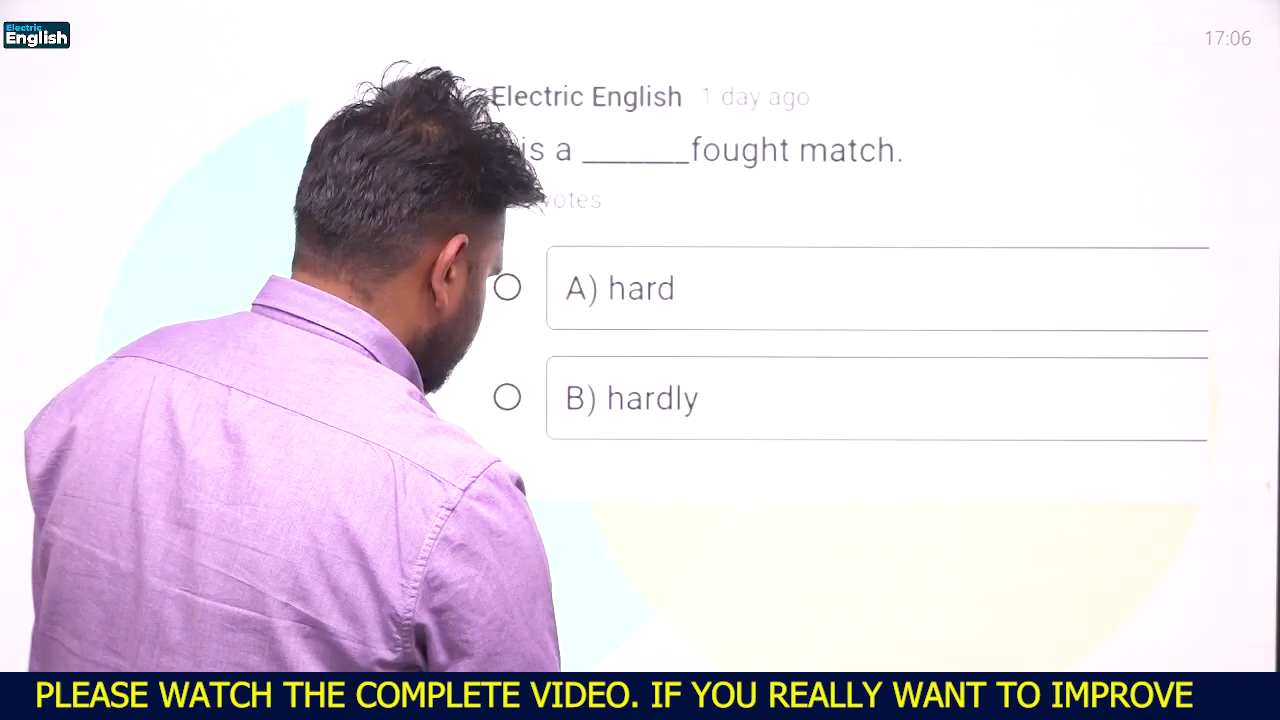 Electric
English
17:06
Electric English 1 day ago
is a _______fought match.
votes
A) hard
B) hardly
PLEASE WATCH THE COMPLETE VIDEO. IF YOU REALLY WANT TO IMPROVE